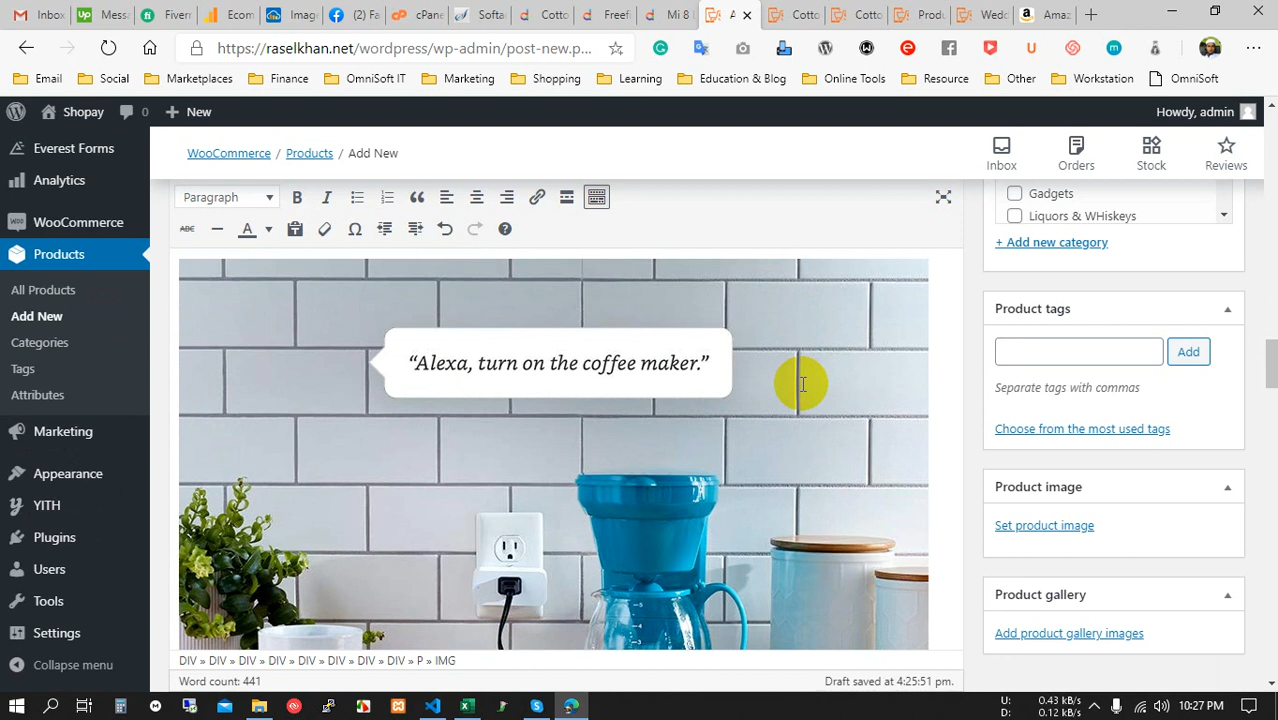 Inbox
Upw
Mess
Fiverr
Ecom
Image
(2) Fa
cPane
Softa
Cotto
Freef
Mi 8 l
A
Cotto
Cotto
Produ
Wedd
Amaz
https://raselkhan.net/wordpress/wp-admin/post-new.p...
Email
Social
Marketplaces
Finance
OmniSoft IT
Marketing
Shopping
Learning
Education & Blog
Online Tools
Resource
Other
Workstation
OmniSoft
Shopay
0
New
Howdy, admin
Everest Forms
Analytics
WooCommerce
Products
All Products
Add New
Categories
Tags
Attributes
Marketing
Appearance
YITH
Plugins
Users
Tools
Settings
Collapse menu
WooCommerce / Products / Add New
Inbox
Orders
Stock
Reviews
Paragraph
B
I
ABC
A
“Alexa, turn on the coffee maker.”
DIV » DIV » DIV » DIV » DIV » DIV » DIV » DIV » P » IMG
Word count: 441
Draft saved at 4:25:51 pm.
Gadgets
Liquors & WHiskeys
+ Add new category
Product tags
Add
Separate tags with commas
Choose from the most used tags
Product image
Set product image
Product gallery
Add product gallery images
U: 0.43 kB/s
D: 0.12 kB/s
10:27 PM